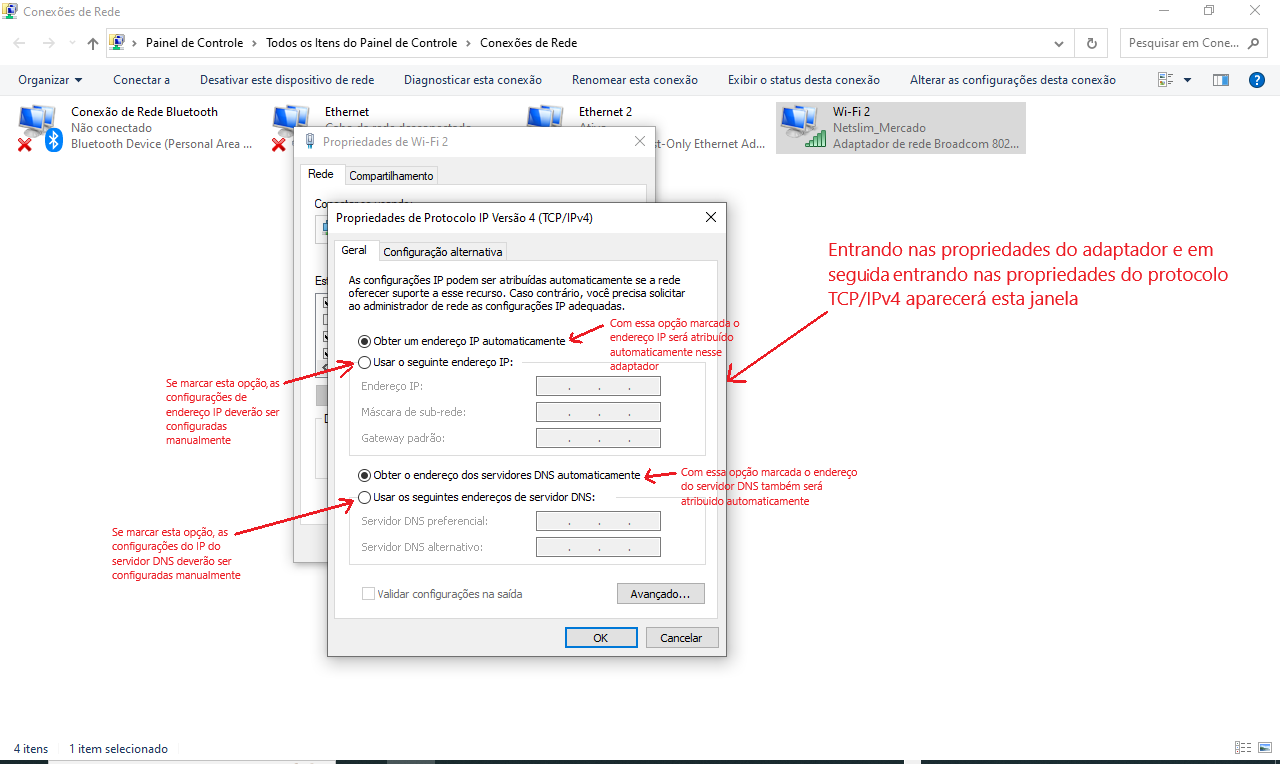 Conexões de Rede
Painel de Controle > Todos os Itens do Painel de Controle > Conexões de Rede
Pesquisar em Cone...
Organizar
Conectar a
Desativar este dispositivo de rede
Diagnosticar esta conexão
Renomear esta conexão
Exibir o status desta conexão
Alterar as configurações desta conexão
Conexão de Rede Bluetooth
Não conectado
Bluetooth Device (Personal Area ...
Ethernet
Ethernet 2
st-Only Ethernet Ad...
Wi-Fi 2
Netslim_Mercado
Adaptador de rede Broadcom 802...
Propriedades de Wi-Fi 2
Rede
Compartilhamento
Propriedades de Protocolo IP Versão 4 (TCP/IPv4)
Geral
Configuração alternativa
As configurações IP podem ser atribuídas automaticamente se a rede
oferecer suporte a esse recurso. Caso contrário, você precisa solicitar
ao administrador de rede as configurações IP adequadas.
Obter um endereço IP automaticamente
Usar o seguinte endereço IP:
Endereço IP:
Máscara de sub-rede:
Gateway padrão:
Obter o endereço dos servidores DNS automaticamente
Usar os seguintes endereços de servidor DNS:
Servidor DNS preferencial:
Servidor DNS alternativo:
Validar configurações na saída
Avançado...
OK
Cancelar
Entrando nas propriedades do adaptador e em
seguida entrando nas propriedades do protocolo
TCP/IPv4 aparecerá esta janela
Com essa opção marcada o
endereço IP será atribuído
automaticamente nesse
adaptador
Se marcar esta opção, as
configurações de
endereço IP deverão ser
configuradas
manualmente
Com essa opção marcada o endereço
do servidor DNS também será
atribuido automaticamente
Se marcar esta opção, as
configurações do IP do
servidor DNS deverão ser
configuradas manualmente
4 itens
1 item selecionado